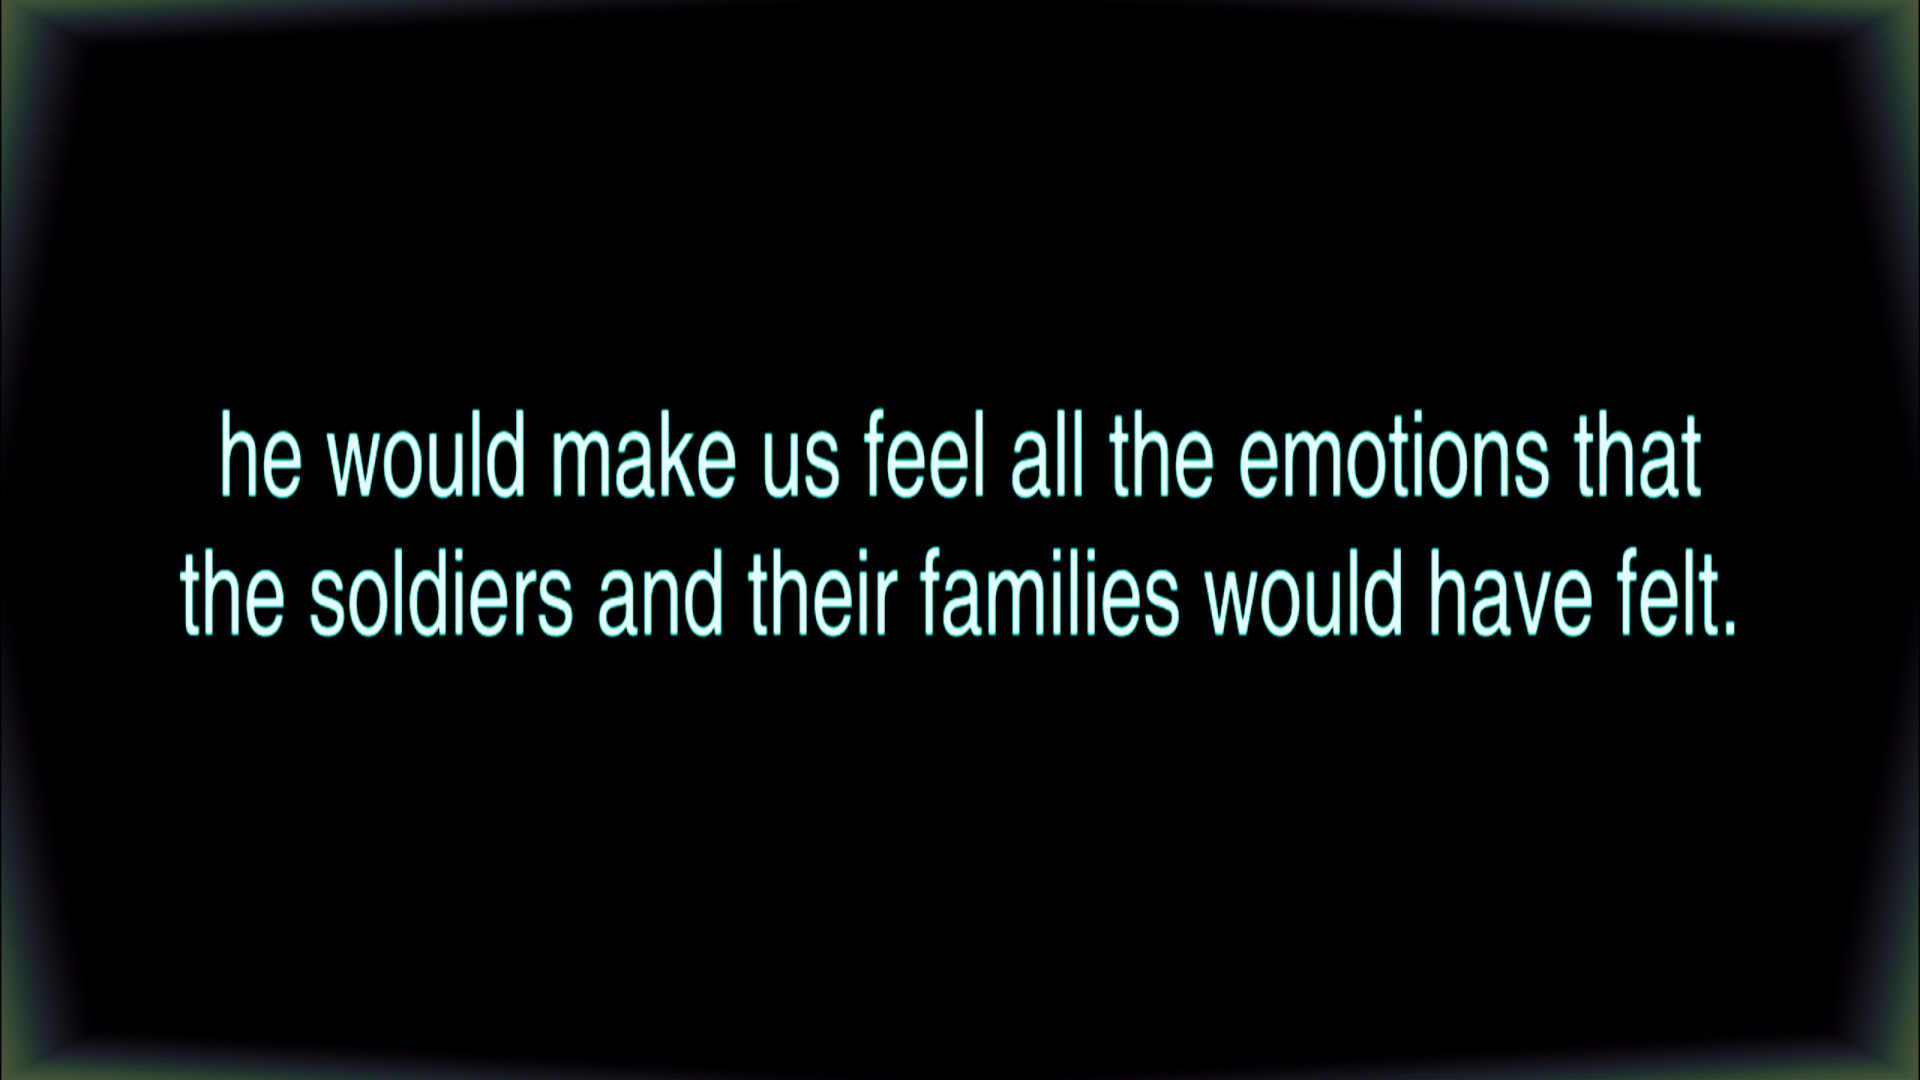 he would make us feel all the emotions that
the soldiers and their families would have felt.